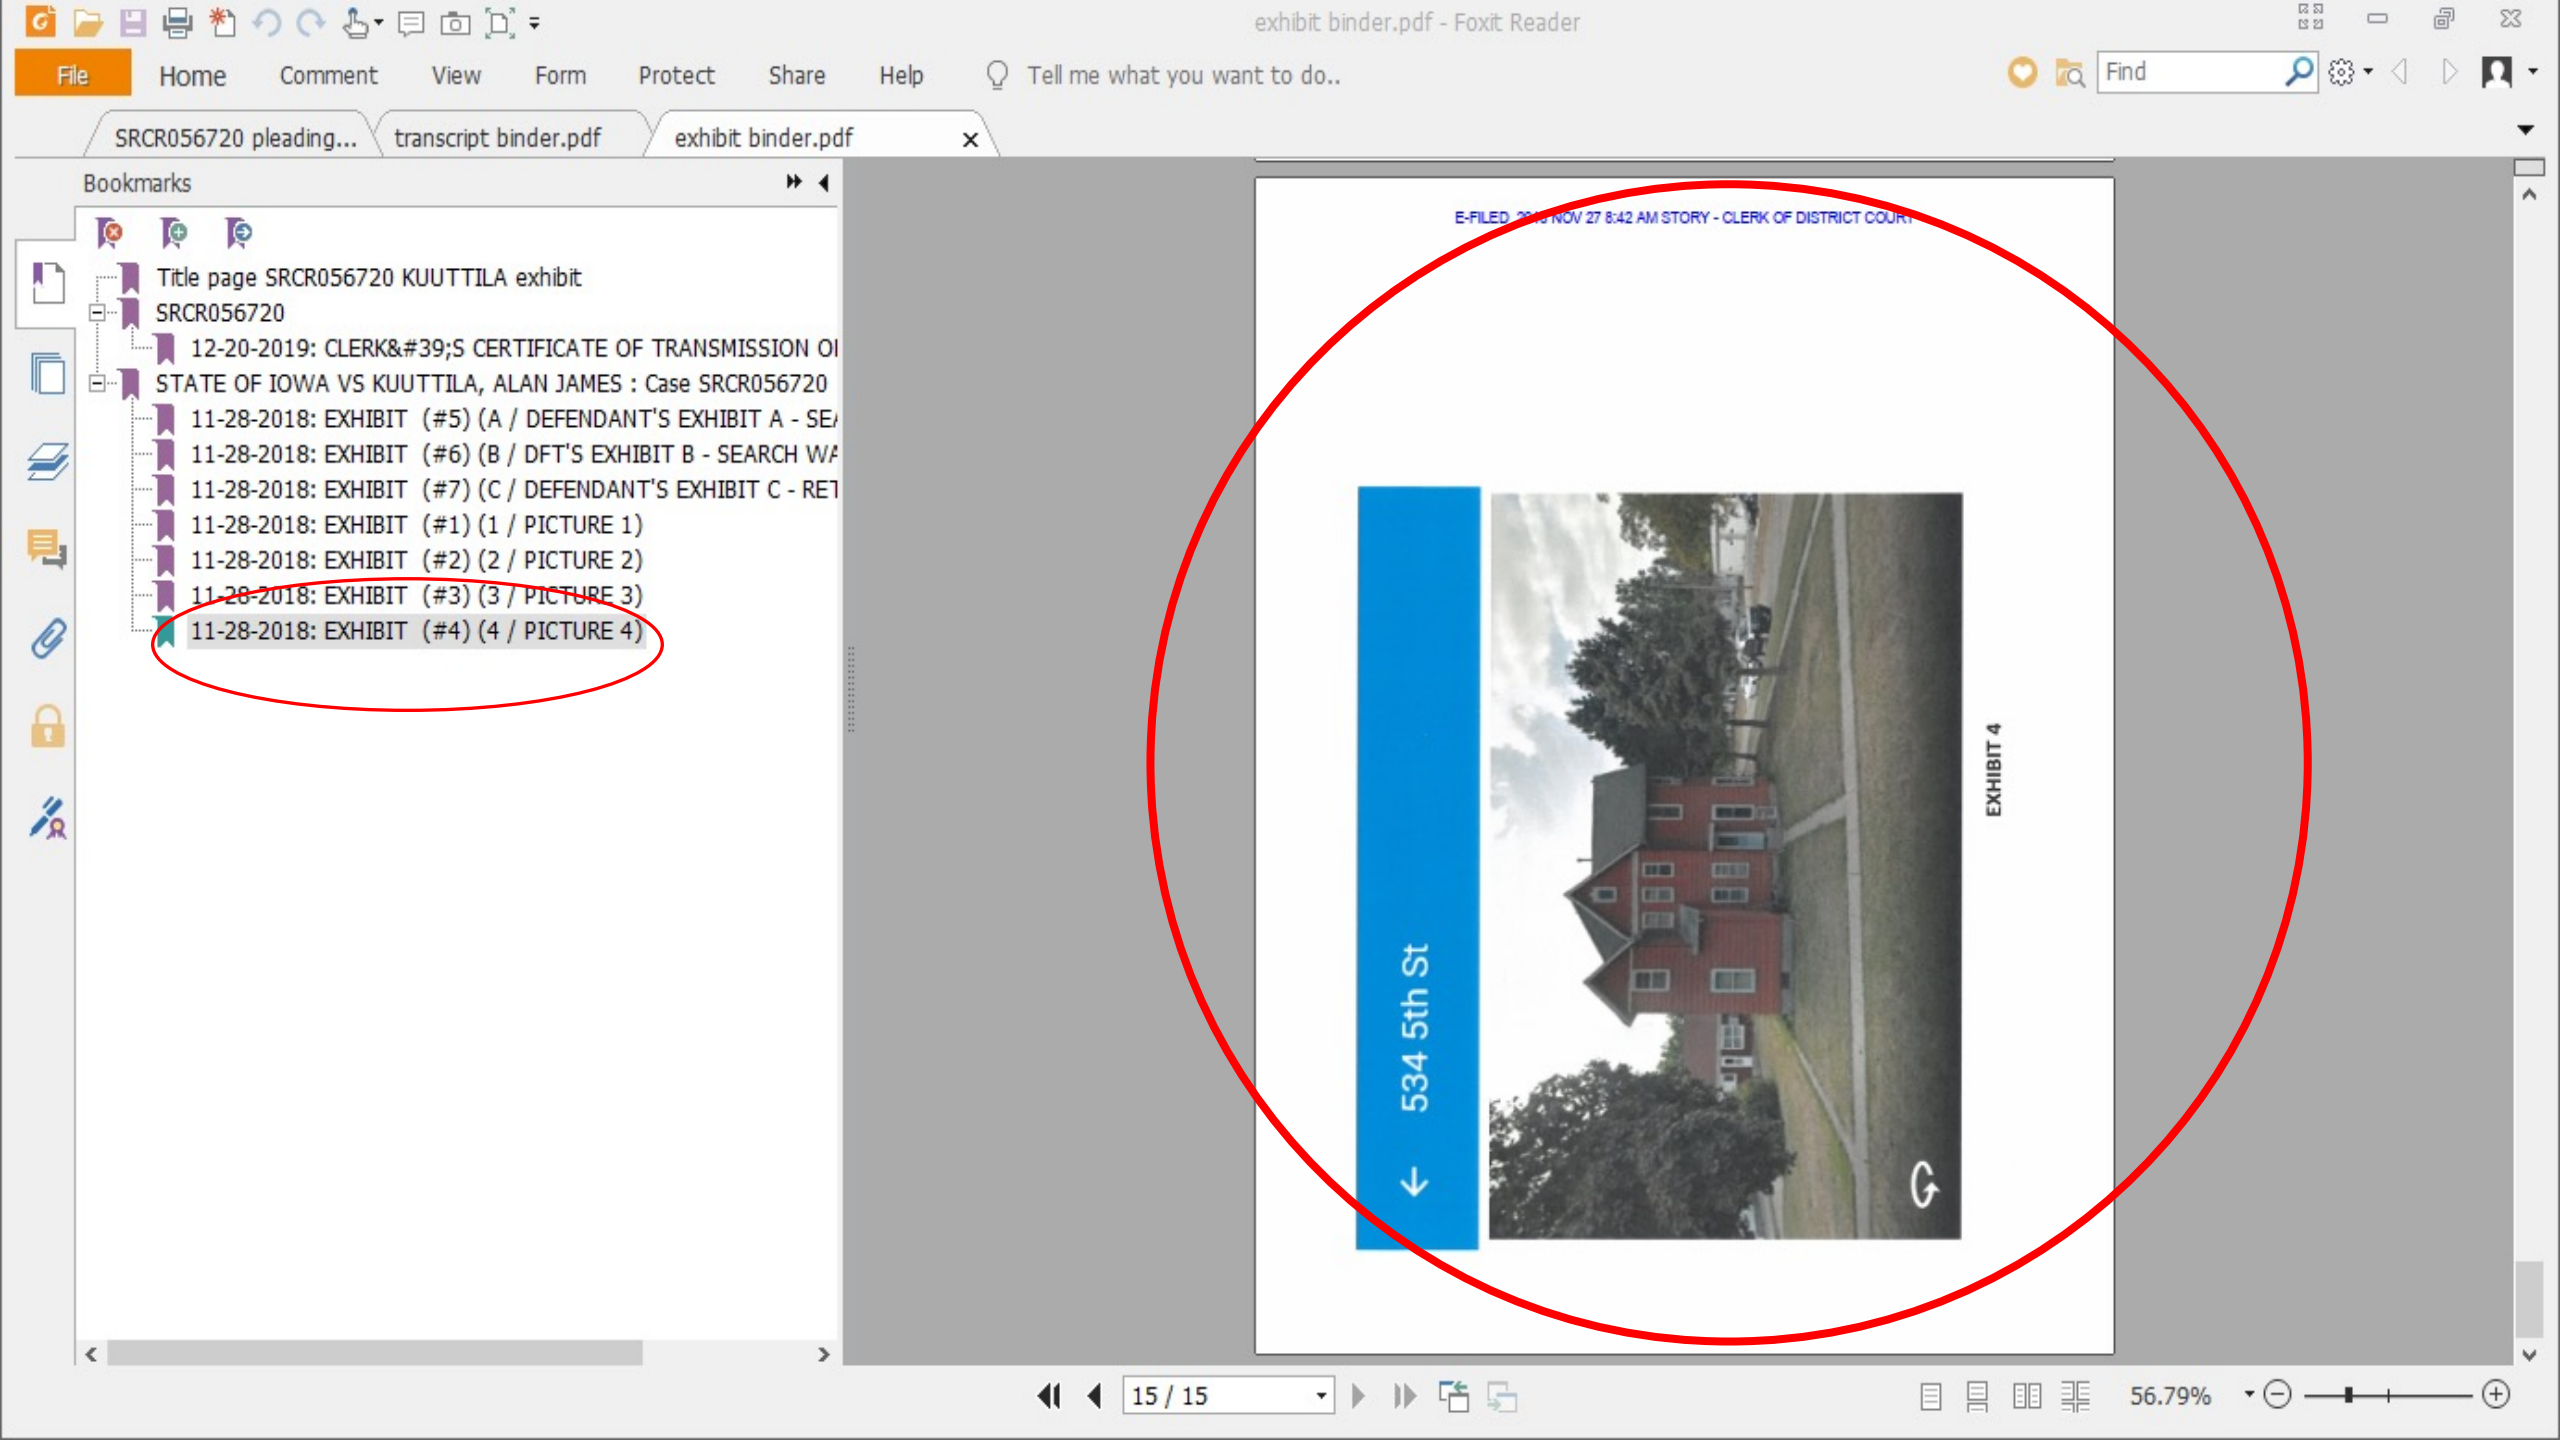 exhibit binder.pdf - Foxit Reader
File Home Comment View Form Protect Share Help Tell me what you want to do..
Find
SRCR056720 pleading... transcript binder.pdf exhibit binder.pdf
Bookmarks
Title page SRCR056720 KUUTTILA exhibit
SRCR056720
12-20-2019: CLERK&#39;S CERTIFICATE OF TRANSMISSION
STATE OF IOWA VS KUUTTILA, ALAN JAMES : Case SRCR056720
11-28-2018: EXHIBIT (#5) (A / DEFENDANT'S EXHIBIT A -
11-28-2018: EXHIBIT (#6) (B / DFT'S EXHIBIT B - SEARCH
11-28-2018: EXHIBIT (#7) (C / DEFENDANT'S EXHIBIT C -
11-28-2018: EXHIBIT (#1) (1 / PICTURE 1)
11-28-2018: EXHIBIT (#2) (2 / PICTURE 2)
11-28-2018: EXHIBIT (#3) (3 / PICTURE 3)
11-28-2018: EXHIBIT (#4) (4 / PICTURE 4)
E-FILED NOV 27 8:42 AM STORY - CLERK OF DISTRICT COURT
534 5th St
EXHIBIT 4
15 / 15
56.79%